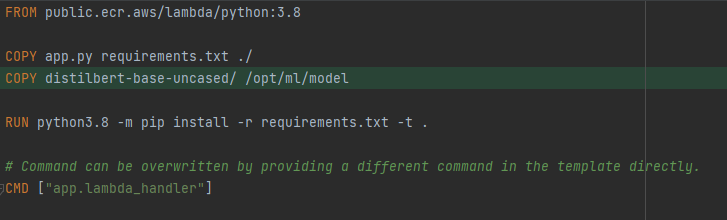 FROM public.ecr.aws/lambda/python:3.8
COPY app.py requirements.txt ./
COPY distilbert-base-uncased/ /opt/ml/model
RUN python3.8 -m pip install -r requirements.txt -t .
# Command can be overwritten by providing a different command in the template directly.
CMD ["app.lambda_handler"]